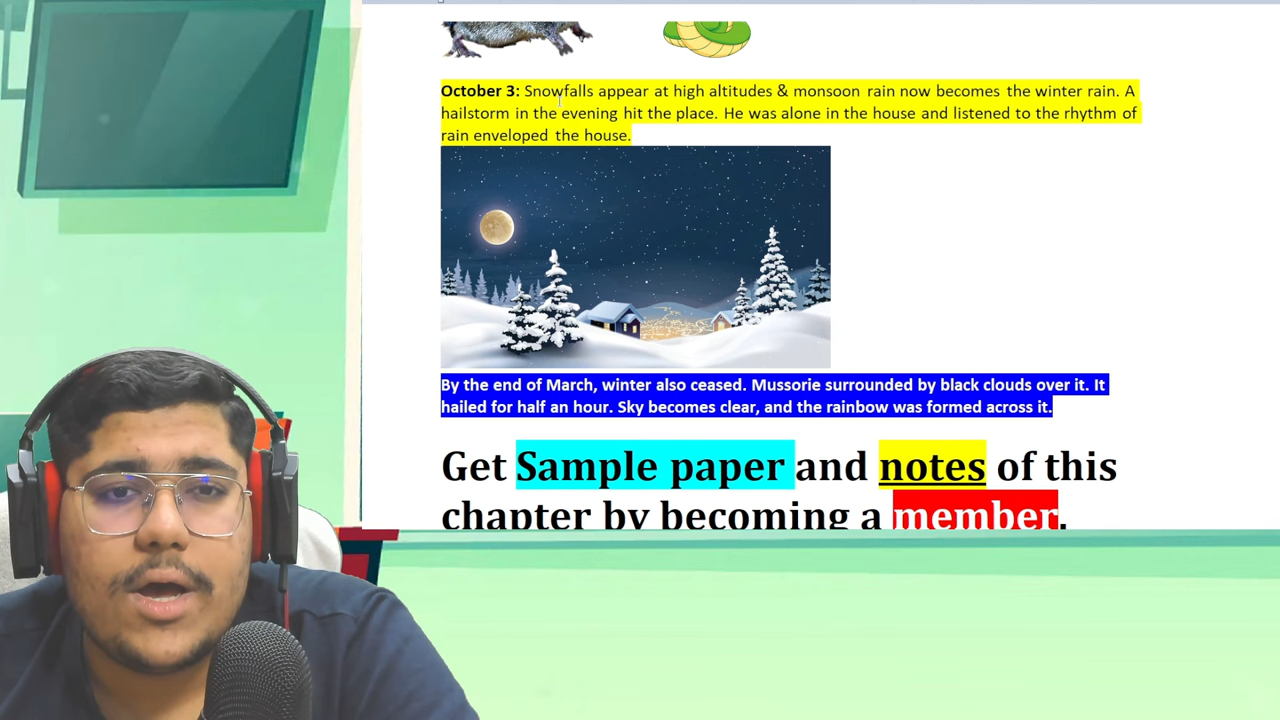 October 3: Snowfalls appear at high altitudes & monsoon rain now becomes the winter rain. A
hailstorm in the evening hit the place. He was alone in the house and listened to the rhythm of
rain enveloped the house.
By the end of March, winter also ceased. Mussorie surrounded by black clouds over it. It
hailed for half an hour. Sky becomes clear, and the rainbow was formed across it.
Get Sample paper and notes of this
chapter by becoming a member.